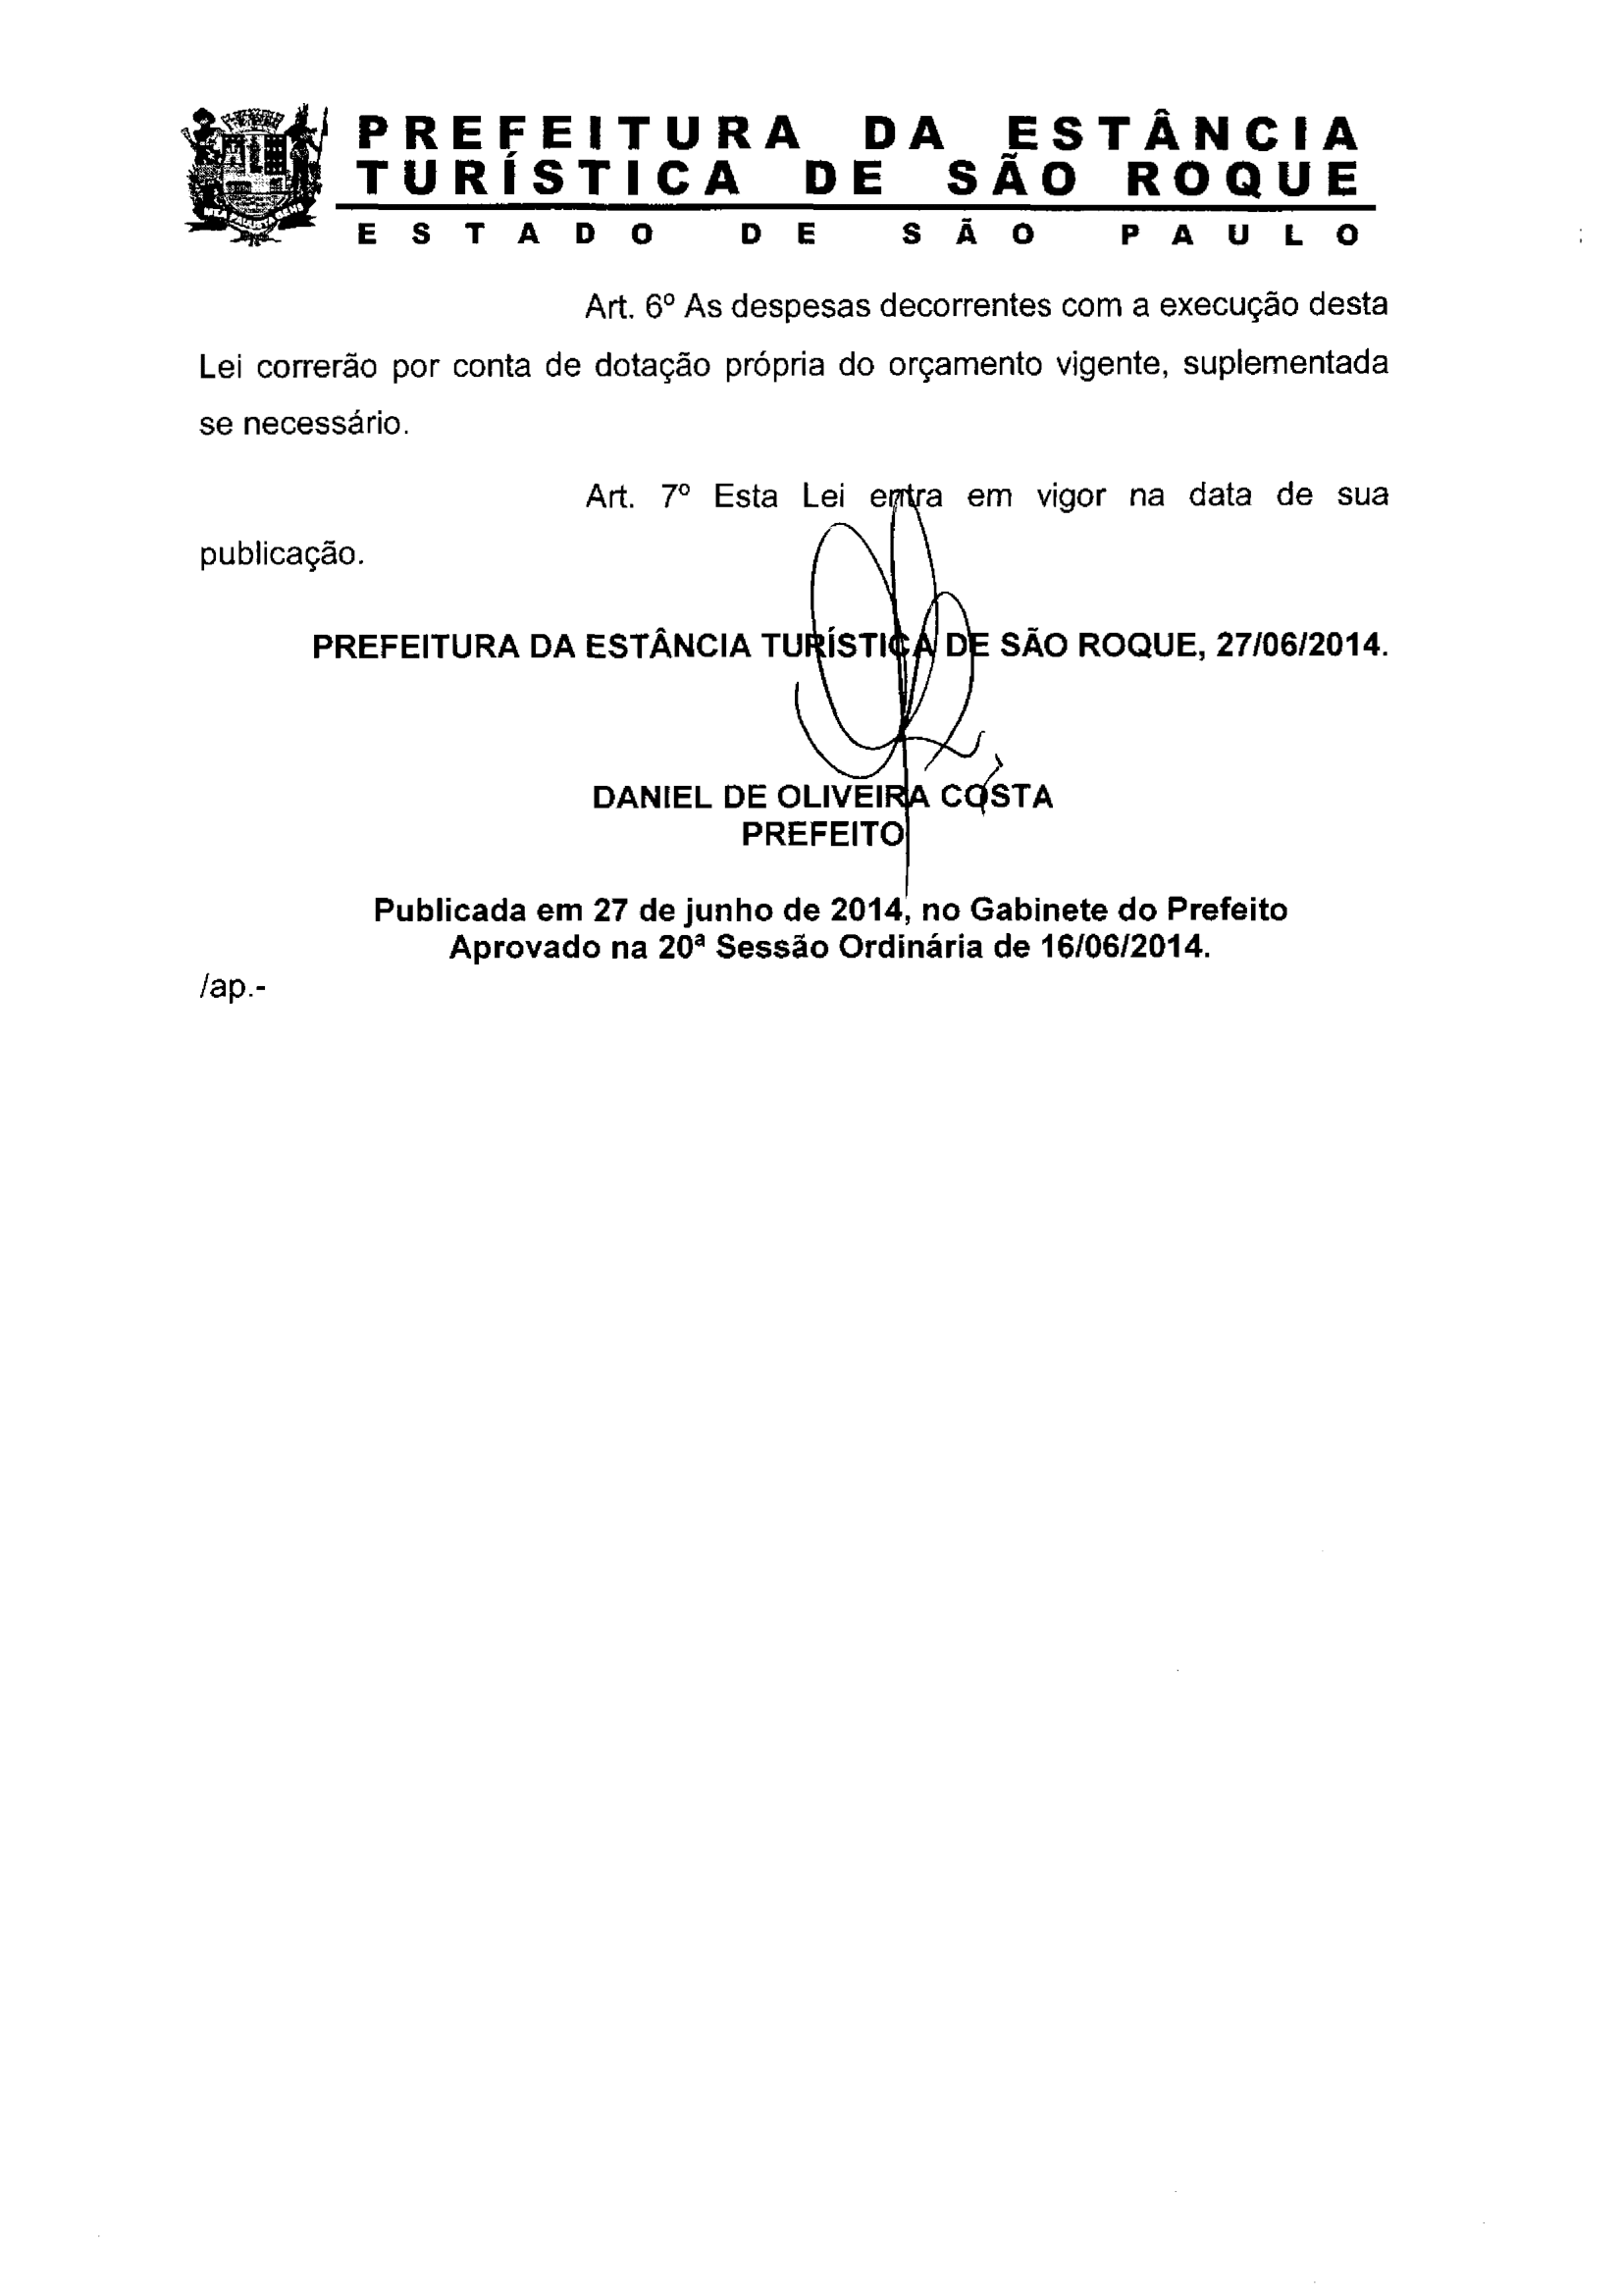 PREFEITURA DA ESTÂNCIA
TURÍSTICA DE SÃO ROQUE
ESTADO DE SÃO PAULO
Art. 6º As despesas decorrentes com a execução desta
Lei correrão por conta de dotação própria do orçamento vigente, suplementada
se necessário.
Art. 7º Esta Lei entra em vigor na data de sua
publicação.
PREFEITURA DA ESTÂNCIA TURÍSTICA DE SÃO ROQUE, 27/06/2014.
DANIEL DE OLIVEIRA COSTA
PREFEITO
Publicada em 27 de junho de 2014, no Gabinete do Prefeito
Aprovado na 20ª Sessão Ordinária de 16/06/2014.
/ap.-